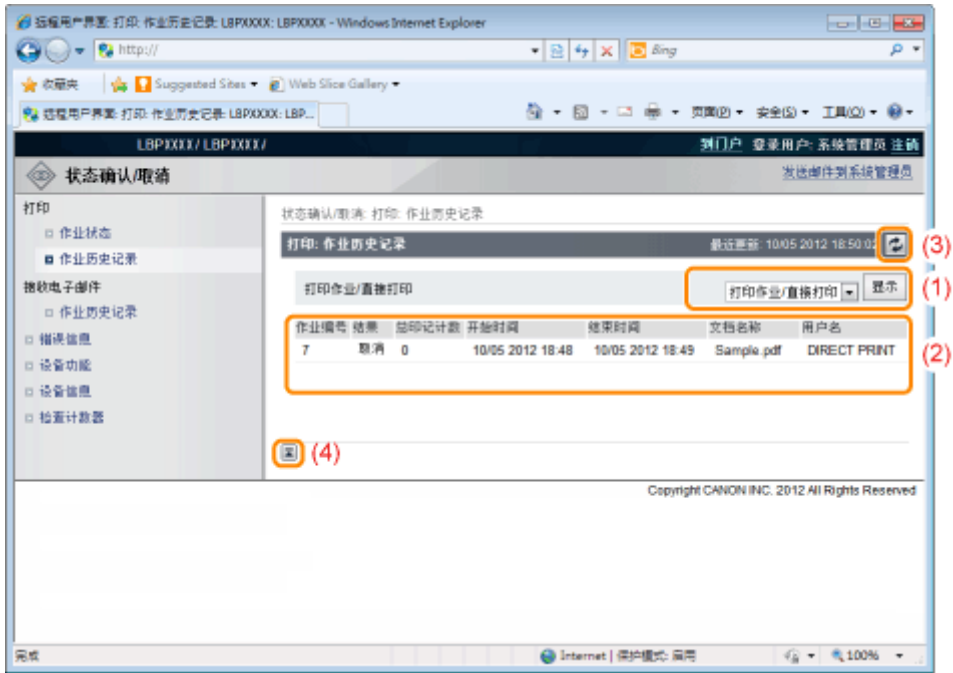 远程用户界面: 打印: 作业历史记录: LBPXXXX: LBPXXXX - Windows Internet Explorer
http://
Bing
收藏夹 Suggested Sites Web Slice Gallery
远程用户界面: 打印: 作业历史记录: LBPXXXX: LBP...
页面(P) 安全(S) 工具(O)
LBPXXXX/ LBPXXXX/
到门户 登录用户: 系统管理员 注销
状态确认/取消
发送邮件到系统管理员
打印
作业状态
作业历史记录
接收电子邮件
作业历史记录
错误信息
设备功能
设备信息
检查计数器
状态确认/取消: 打印: 作业历史记录
打印: 作业历史记录
最近更新: 10/05 2012 18:50:02
(3)
打印作业/直接打印
打印作业/直接打印 显示
(1)
作业编号 结果 总印记计数 开始时间 结束时间 文档名称 用户名
7 取消 0 10/05 2012 18:48 10/05 2012 18:49 Sample.pdf DIRECT PRINT
(2)
(4)
Copyright CANON INC. 2012 All Rights Reserved
完成
Internet | 保护模式: 启用
100%